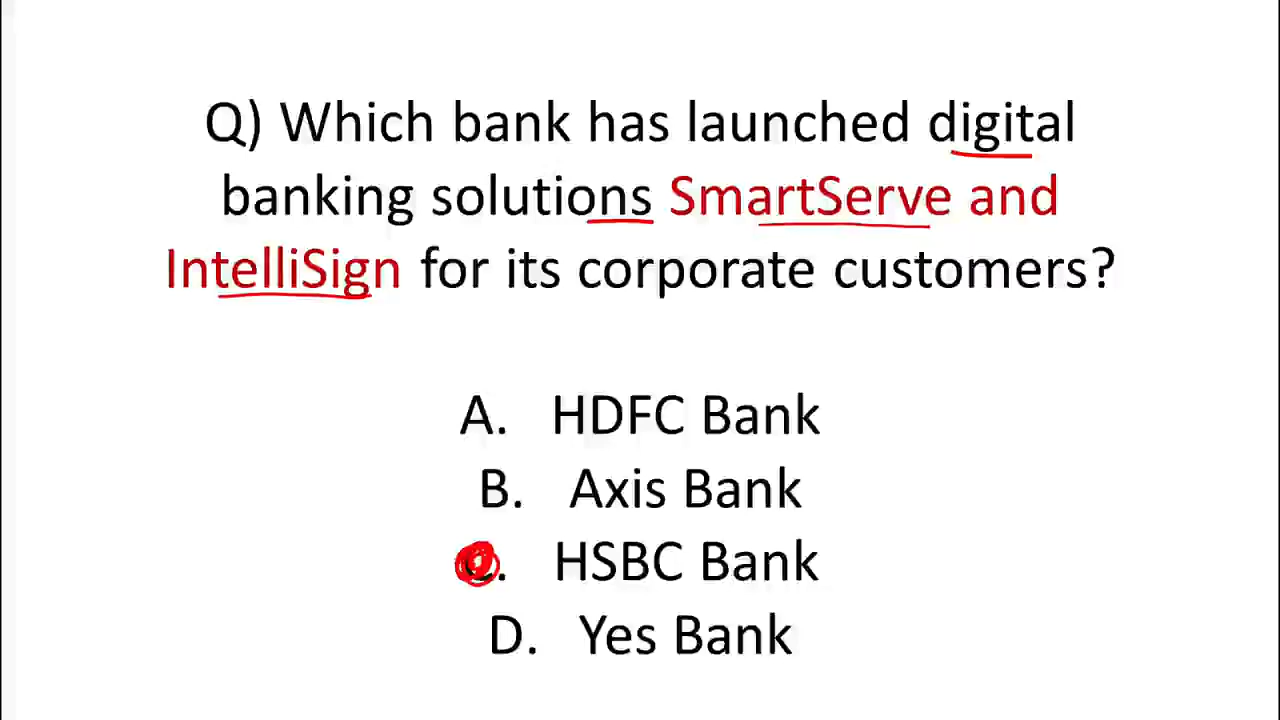 Q) Which bank has launched digital
banking solutions SmartServe and
IntelliSign for its corporate customers?
A. HDFC Bank
B. Axis Bank
C. HSBC Bank
D. Yes Bank